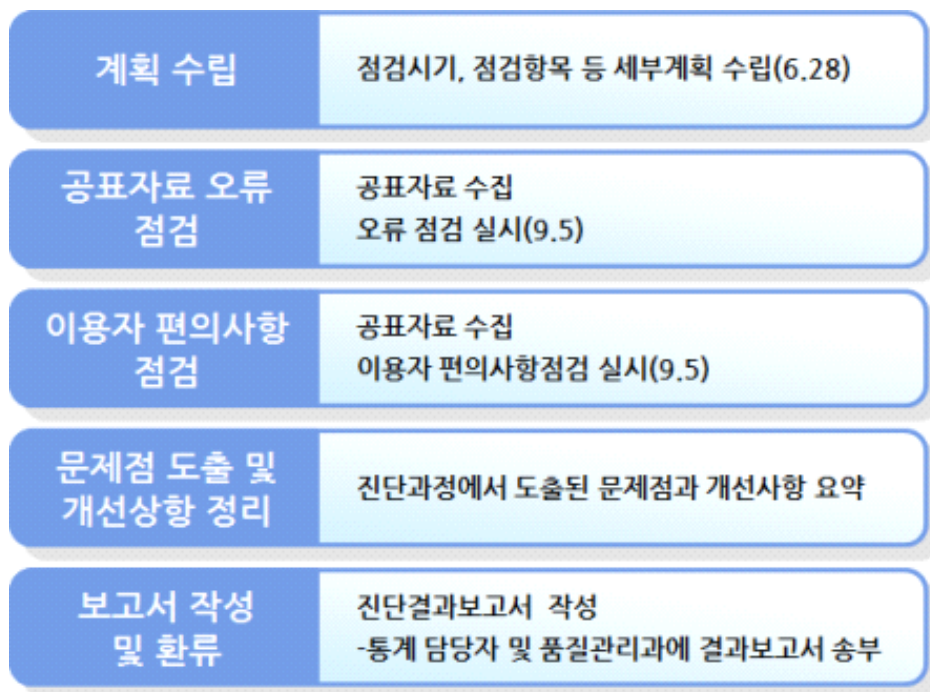 계획 수립
점검시기, 점검항목 등 세부계획 수립(6.28)
공표자료 오류
점검
공표자료 수집
오류 점검 실시(9.5)
이용자 편의사항
점검
공표자료 수집
이용자 편의사항점검 실시(9.5)
문제점 도출 및
개선상항 정리
진단과정에서 도출된 문제점과 개선사항 요약
보고서 작성
및 환류
진단결과보고서 작성
-통계 담당자 및 품질관리과에 결과보고서 송부